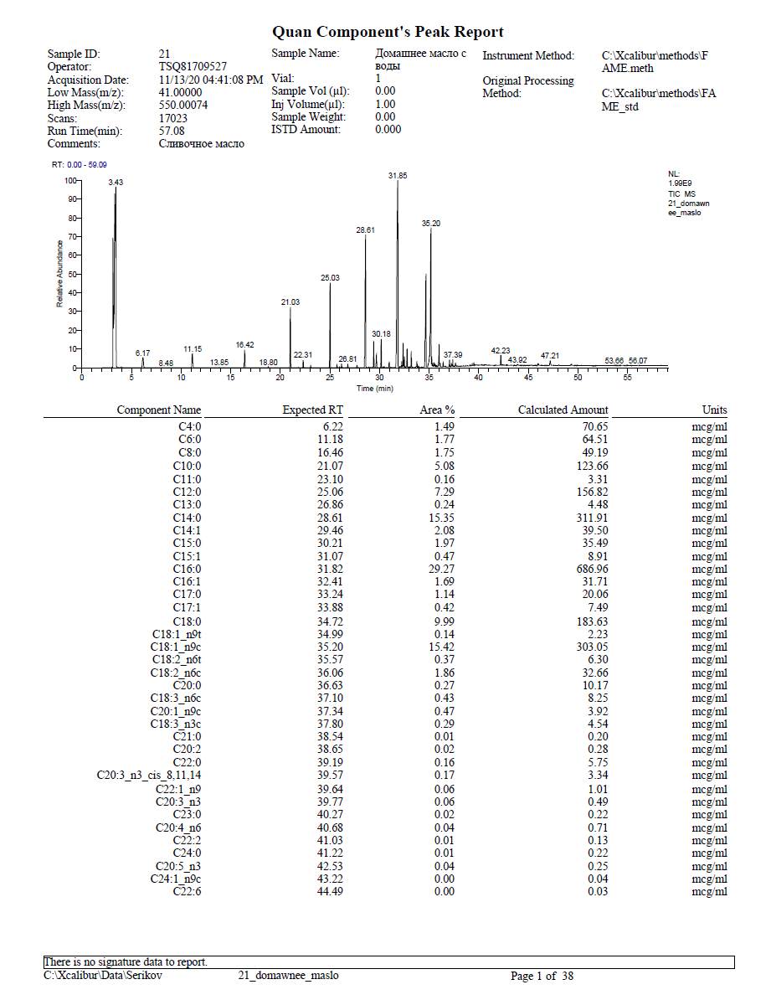 Quan Component's Peak Report
Sample ID: 21
Operator: TSQ81709527
Acquisition Date: 11/13/20 04:41:08 PM
Low Mass(m/z): 41.00000
High Mass(m/z): 550.00074
Scans: 17023
Run Time(min): 57.08
Comments: Сливочное масло
Sample Name: Домашнее масло с
воды
Vial: 1
Sample Vol (µl): 0.00
Inj Volume(µl): 1.00
Sample Weight: 0.00
ISTD Amount: 0.000
Instrument Method: C:\Xcalibur\methods\F
AME.meth
Original Processing
Method: C:\Xcalibur\methods\FA
ME_std
RT: 0.00 - 59.09
NL:
1.99E9
TIC MS
21_domawn
ee_maslo
Relative Abundance
100
90
80
70
60
50
40
30
20
10
0
3.43
6.17
8.48
11.15
13.85
16.42
18.80
21.03
22.31
25.03
26.81
28.61
30.18
31.85
35.20
37.39
42.23
43.92
47.21
53.66
56.07
0 5 10 15 20 25 30 35 40 45 50 55
Time (min)
Component Name Expected RT Area % Calculated Amount Units
C4:0 6.22 1.49 70.65 mcg/ml
C6:0 11.18 1.77 64.51 mcg/ml
C8:0 16.46 1.75 49.19 mcg/ml
C10:0 21.07 5.08 123.66 mcg/ml
C11:0 23.10 0.16 3.31 mcg/ml
C12:0 25.06 7.29 156.82 mcg/ml
C13:0 26.86 0.24 4.48 mcg/ml
C14:0 28.61 15.35 311.91 mcg/ml
C14:1 29.46 2.08 39.50 mcg/ml
C15:0 30.21 1.97 35.49 mcg/ml
C15:1 31.07 0.47 8.91 mcg/ml
C16:0 31.82 29.27 686.96 mcg/ml
C16:1 32.41 1.69 31.71 mcg/ml
C17:0 33.24 1.14 20.06 mcg/ml
C17:1 33.88 0.42 7.49 mcg/ml
C18:0 34.72 9.99 183.63 mcg/ml
C18:1_n9t 34.99 0.14 2.23 mcg/ml
C18:1_n9c 35.20 15.42 303.05 mcg/ml
C18:2_n6t 35.57 0.37 6.30 mcg/ml
C18:2_n6c 36.06 1.86 32.66 mcg/ml
C20:0 36.63 0.27 10.17 mcg/ml
C18:3_n6c 37.10 0.43 8.25 mcg/ml
C20:1_n9c 37.34 0.47 3.92 mcg/ml
C18:3_n3c 37.80 0.29 4.54 mcg/ml
C21:0 38.54 0.01 0.20 mcg/ml
C20:2 38.65 0.02 0.28 mcg/ml
C22:0 39.19 0.16 5.75 mcg/ml
C20:3_n3_cis_8,11,14 39.57 0.17 3.34 mcg/ml
C22:1_n9 39.64 0.06 1.01 mcg/ml
C20:3_n3 39.77 0.06 0.49 mcg/ml
C23:0 40.27 0.02 0.22 mcg/ml
C20:4_n6 40.68 0.04 0.71 mcg/ml
C22:2 41.03 0.01 0.13 mcg/ml
C24:0 41.22 0.01 0.22 mcg/ml
C20:5_n3 42.53 0.04 0.25 mcg/ml
C24:1_n9c 43.22 0.00 0.04 mcg/ml
C22:6 44.49 0.00 0.03 mcg/ml
There is no signature data to report.
C:\Xcalibur\Data\Serikov 21_domawnee_maslo Page 1 of 38